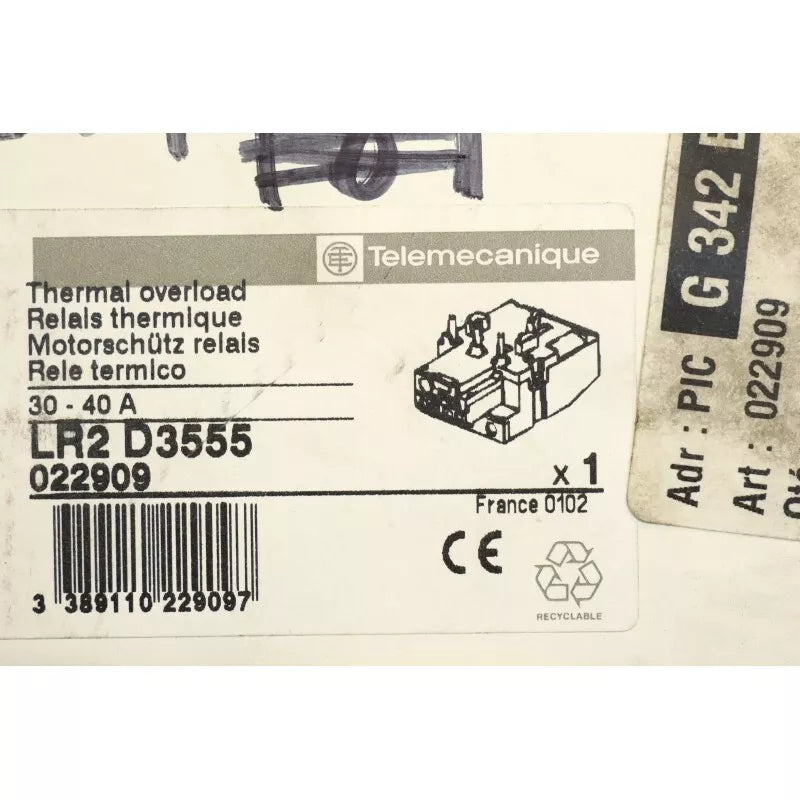 Telemecanique
Thermal overload
Relais thermique
Motorschütz relais
Rele termico
30 - 40 A
LR2 D3555
022909
x 1
France 0102
3 389110 229097
CE
RECYCLABLE
G 342
Adr : PIC
Art : 022909